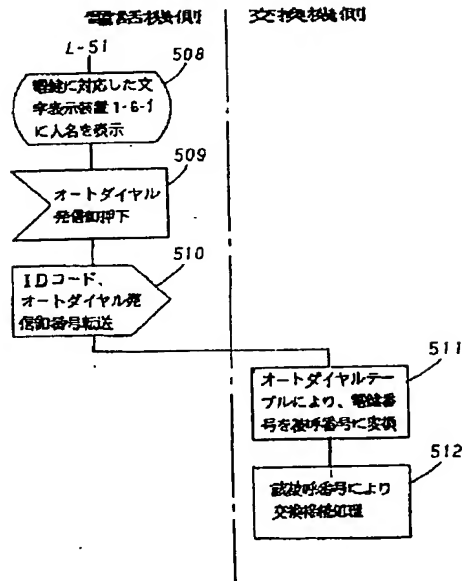 電話機側 交換機側
L-51
508
電鍵に対応した文
字表示装置1-6-1
に人名を表示
509
オートダイヤル
発信釦押下
510
IDコード、
オートダイヤル発
信釦番号転送
511
オートダイヤルテー
ブルにより、電鍵番
号を被呼番号に変換
512
該被呼番号により
交換接続処理